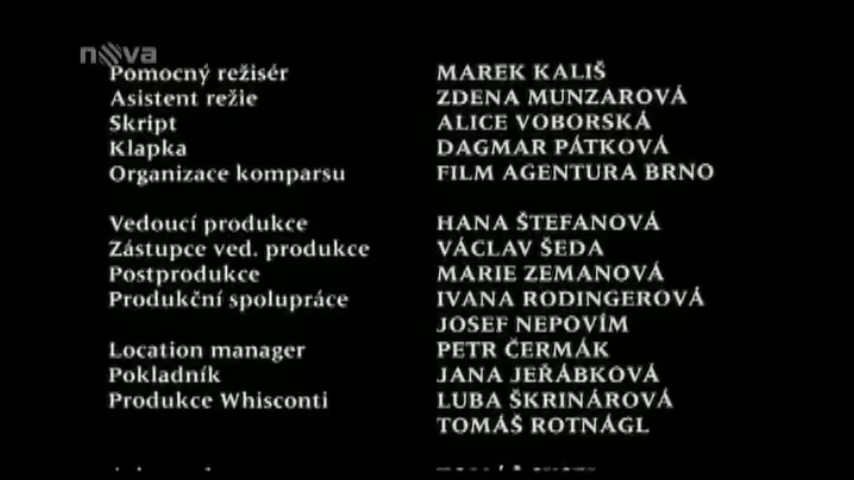 nova
Pomocný režisér MAREK KALIŠ
Asistent režie ZDENA MUNZAROVÁ
Skript ALICE VOBORSKÁ
Klapka DAGMAR PÁTKOVÁ
Organizace komparsu FILM AGENTURA BRNO
Vedoucí produkce HANA ŠTEFANOVÁ
Zástupce ved. produkce VÁCLAV ŠEDA
Postprodukce MARIE ZEMANOVÁ
Produkční spolupráce IVANA RODINGEROVÁ
JOSEF NEPOVÍM
Location manager PETR ČERMÁK
Pokladník JANA JEŘÁBKOVÁ
Produkce Whisconti LUBA ŠKRINÁROVÁ
TOMÁŠ ROTNÁGL